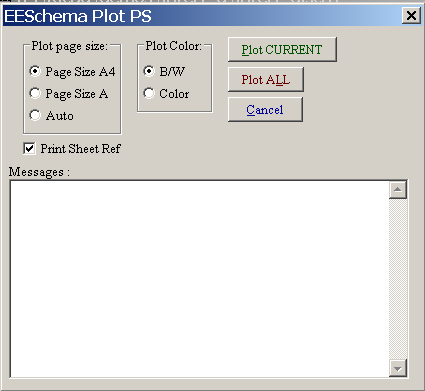 EESchema Plot PS
Plot page size:
Page Size A4
Page Size A
Auto
Plot Color:
B/W
Color
Plot CURRENT
Plot ALL
Cancel
Print Sheet Ref
Messages :